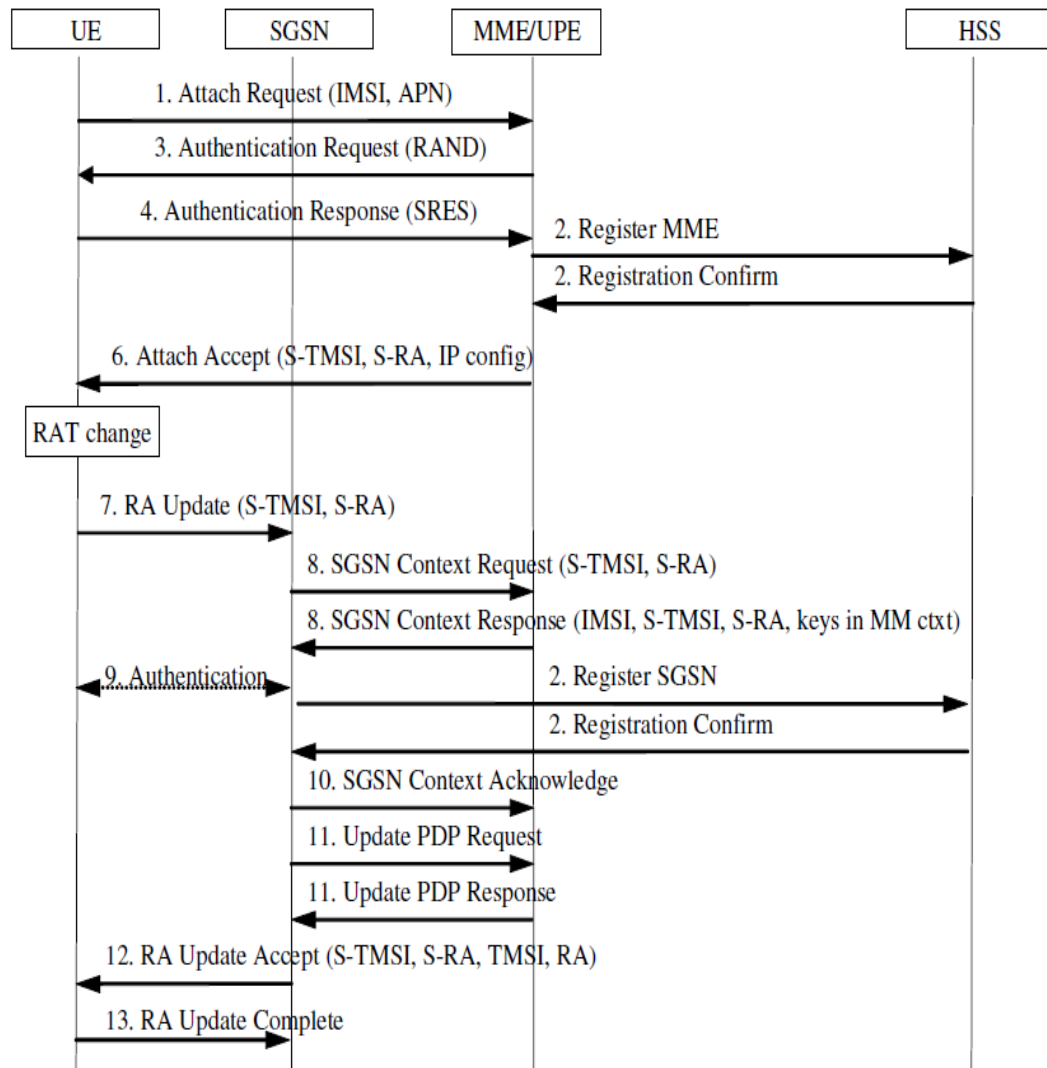 UE
SGSN
MME/UPE
HSS
1. Attach Request (IMSI, APN)
3. Authentication Request (RAND)
4. Authentication Response (SRES)
2. Register MME
2. Registration Confirm
6. Attach Accept (S-TMSI, S-RA, IP config)
RAT change
7. RA Update (S-TMSI, S-RA)
8. SGSN Context Request (S-TMSI, S-RA)
8. SGSN Context Response (IMSI, S-TMSI, S-RA, keys in MM ctxt)
9. Authentication
2. Register SGSN
2. Registration Confirm
10. SGSN Context Acknowledge
11. Update PDP Request
11. Update PDP Response
12. RA Update Accept (S-TMSI, S-RA, TMSI, RA)
13. RA Update Complete